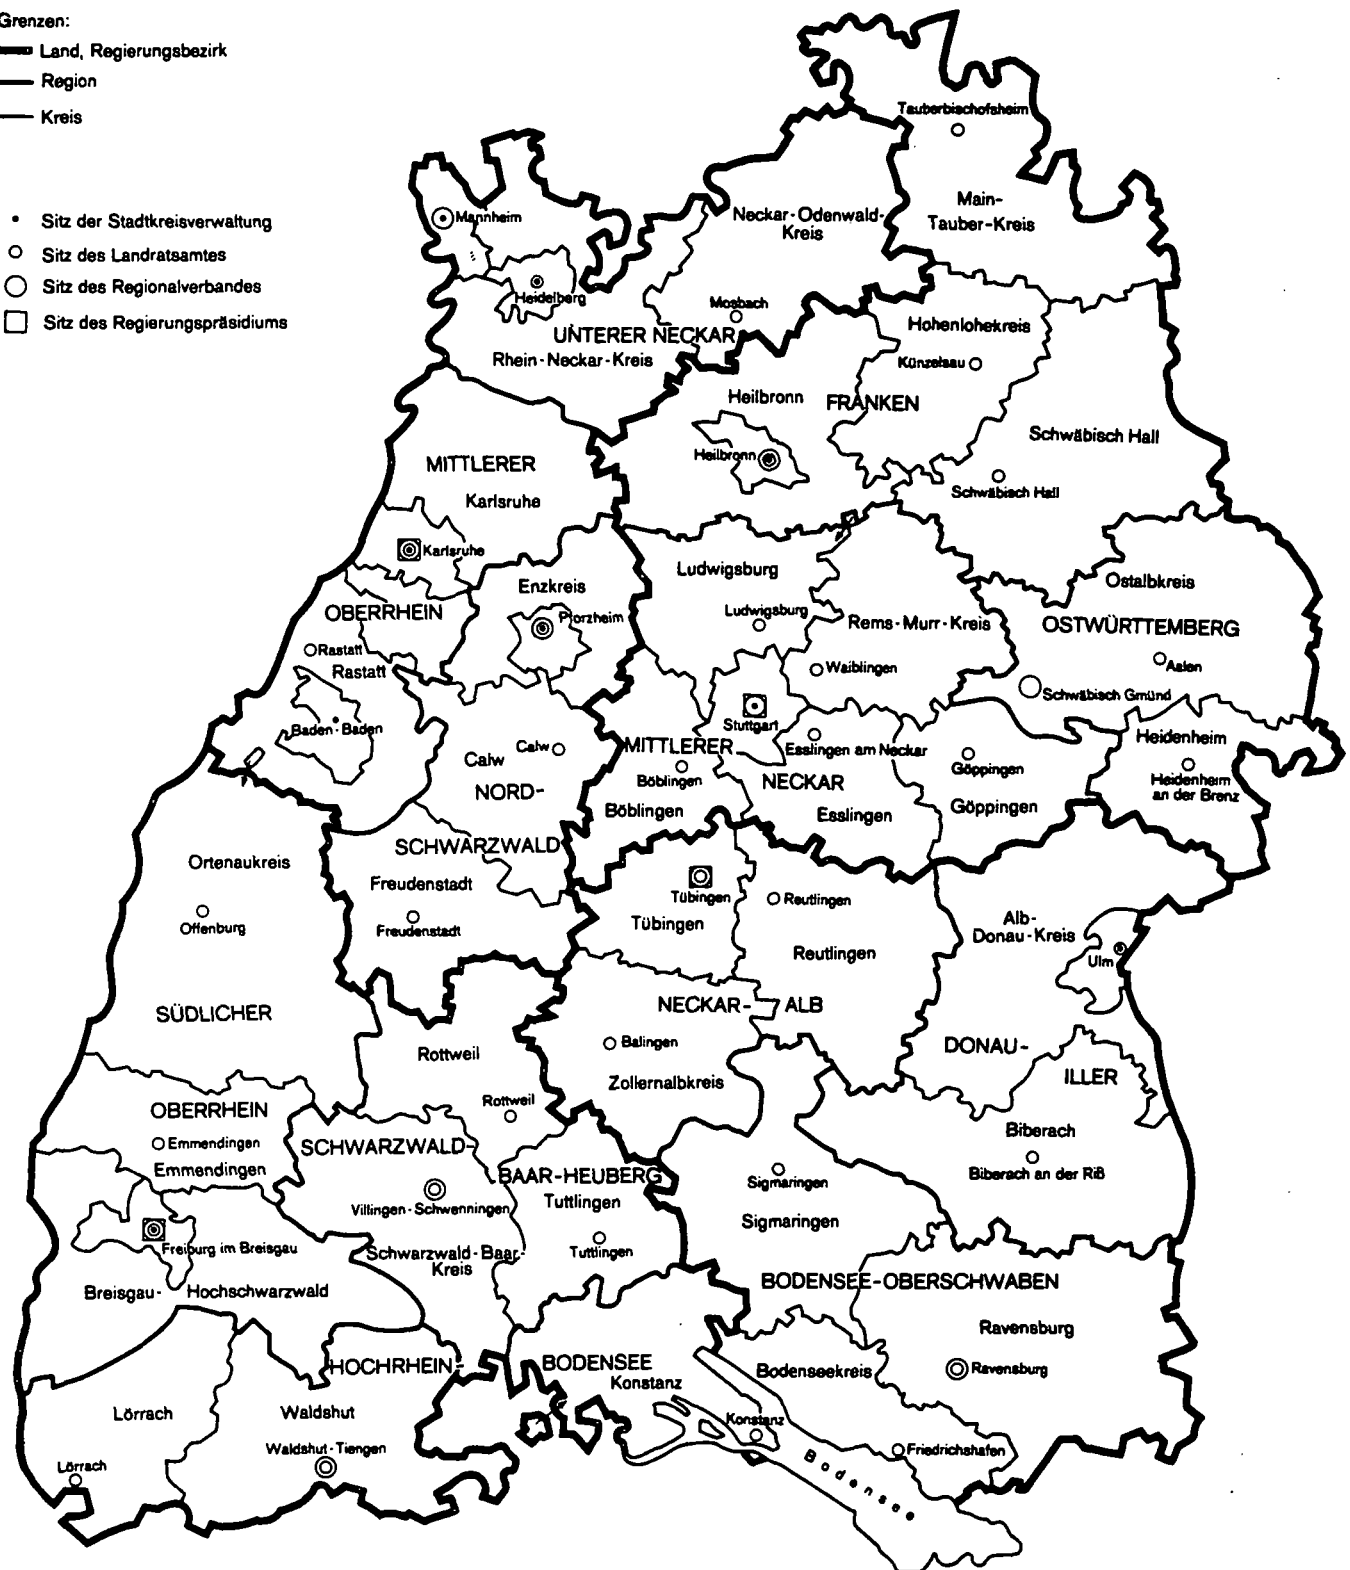 Grenzen:
Land, Regierungsbezirk
Region
Kreis
Sitz der Stadtkreisverwaltung
Sitz des Landratsamtes
Sitz des Regionalverbandes
Sitz des Regierungspräsidiums
Tauberbischofsheim
Main-
Tauber-Kreis
Neckar-Odenwald-
Kreis
Mosbach
Mannheim
Heidelberg
UNTERER NECKAR
Rhein-Neckar-Kreis
Hohenlohekreis
Künzelsau
Heilbronn
FRANKEN
Heilbronn
Schwäbisch Hall
Schwäbisch Hall
MITTLERER
Karlsruhe
Karlsruhe
OBERRHEIN
Rastatt
Rastatt
Baden-Baden
Enzkreis
Pforzheim
Ludwigsburg
Ludwigsburg
Rems-Murr-Kreis
Waiblingen
Ostalbkreis
OSTWÜRTTEMBERG
Aalen
Schwäbisch Gmünd
Heidenheim
Heidenheim
an der Brenz
Stuttgart
MITTLERER
NECKAR
Esslingen am Neckar
Esslingen
Böblingen
Böblingen
Göppingen
Göppingen
Calw
Calw
NORD-
SCHWARZWALD
Freudenstadt
Freudenstadt
Ortenaukreis
Offenburg
SÜDLICHER
OBERRHEIN
Emmendingen
Emmendingen
Tübingen
Tübingen
Reutlingen
Reutlingen
NECKAR-ALB
Balingen
Zollernalbkreis
Alb-
Donau-Kreis
Ulm
DONAU-
ILLER
Biberach
Biberach an der Riß
Rottweil
Rottweil
SCHWARZWALD-
BAAR-HEUBERG
Villingen-Schwenningen
Schwarzwald-Baar-
Kreis
Tuttlingen
Tuttlingen
Sigmaringen
Sigmaringen
Freiburg im Breisgau
Breisgau-Hochschwarzwald
BODENSEE-OBERSCHWABEN
Ravensburg
Ravensburg
Bodenseekreis
Friedrichshafen
HOCHRHEIN-
BODENSEE
Konstanz
Konstanz
Bodensee
Lörrach
Lörrach
Waldshut
Waldshut-Tiengen